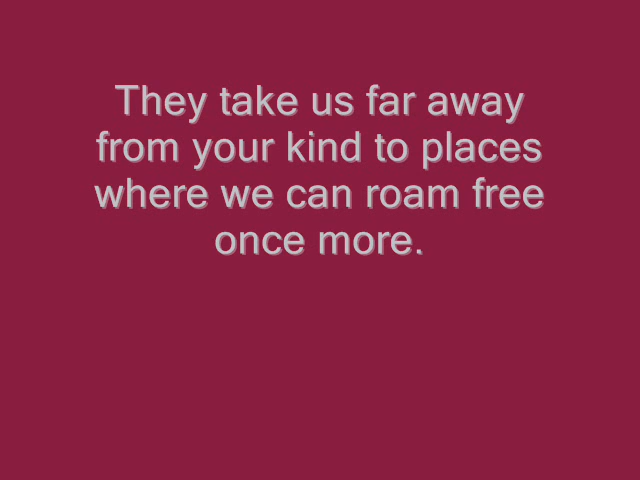 They take us far away
from your kind to places
where we can roam free
once more.